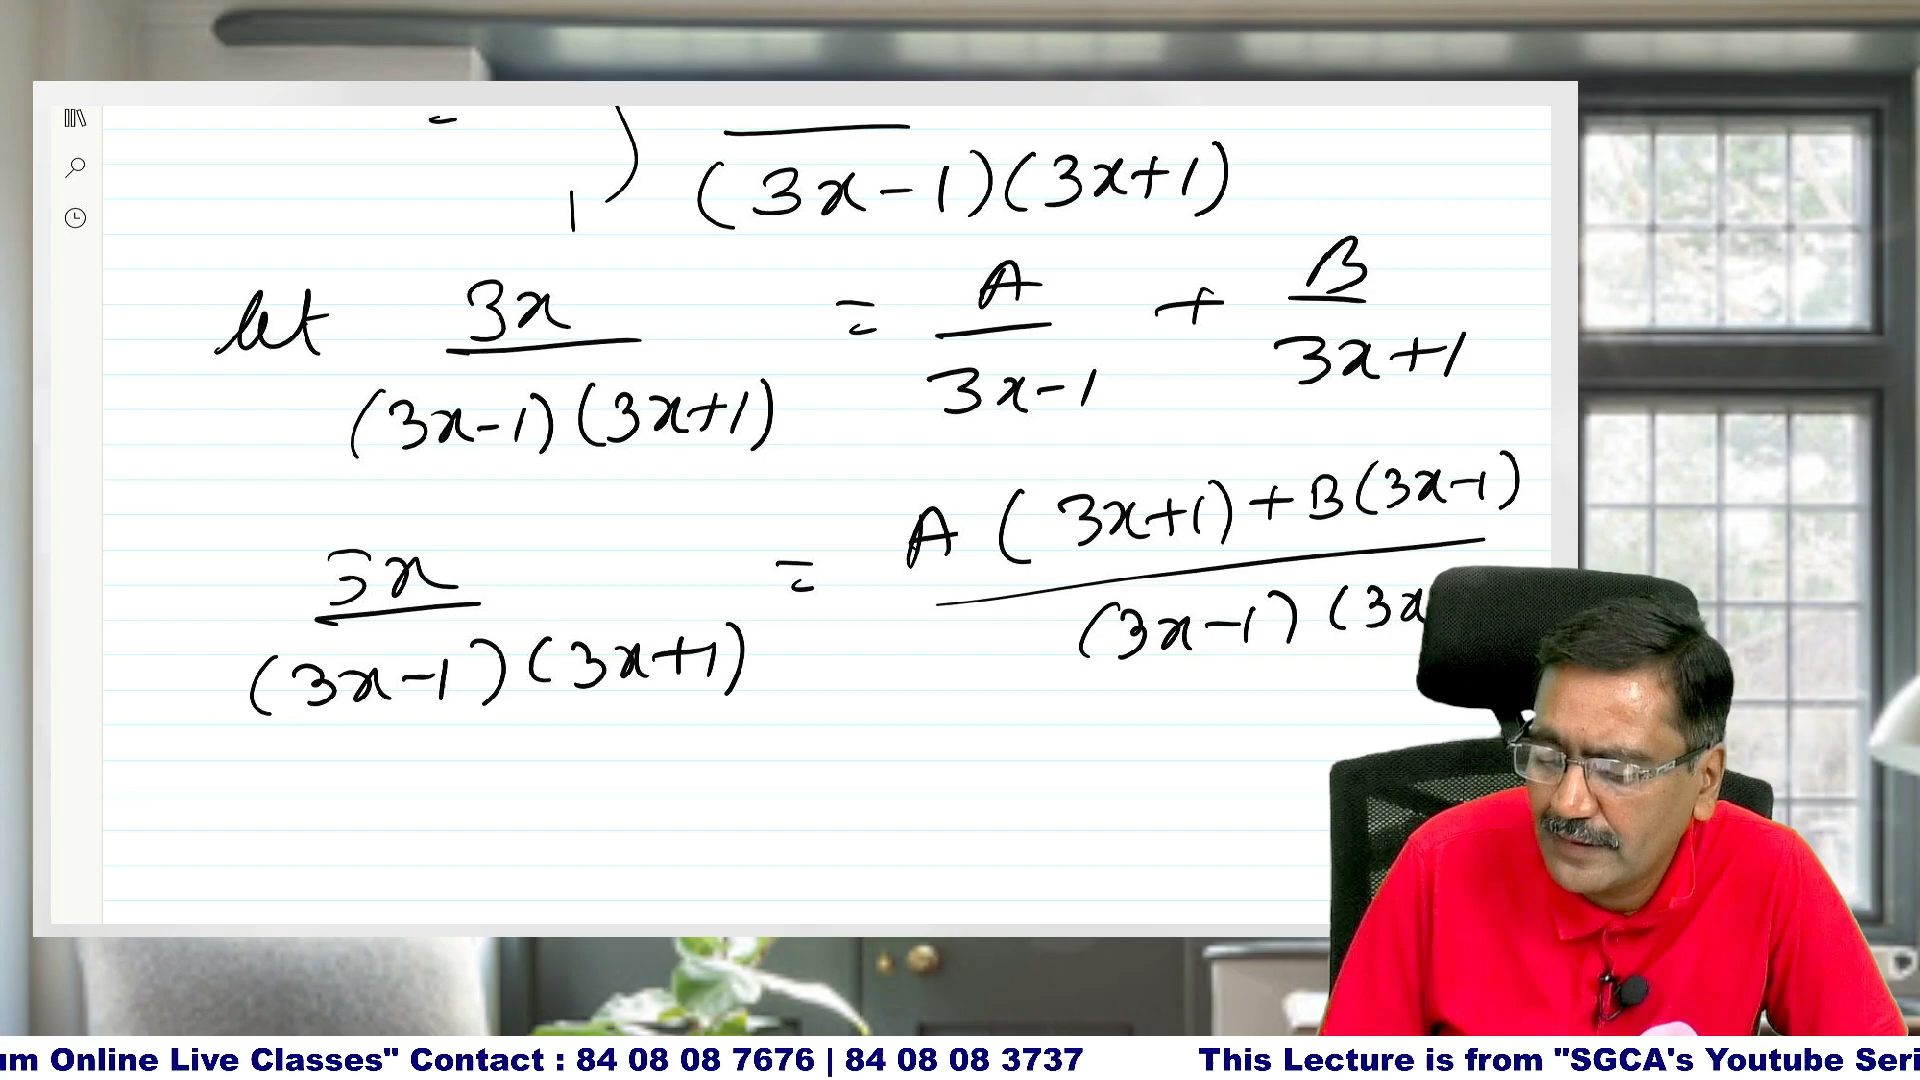 (3x-1)(3x+1)
let 3x/((3x-1)(3x+1)) = A/(3x-1) + B/(3x+1)
3x/((3x-1)(3x+1)) = (A(3x+1)+B(3x-1))/((3x-1)(3x
um Online Live Classes" Contact : 84 08 08 7676 | 84 08 08 3737 This Lecture is from "SGCA's Youtube Seri